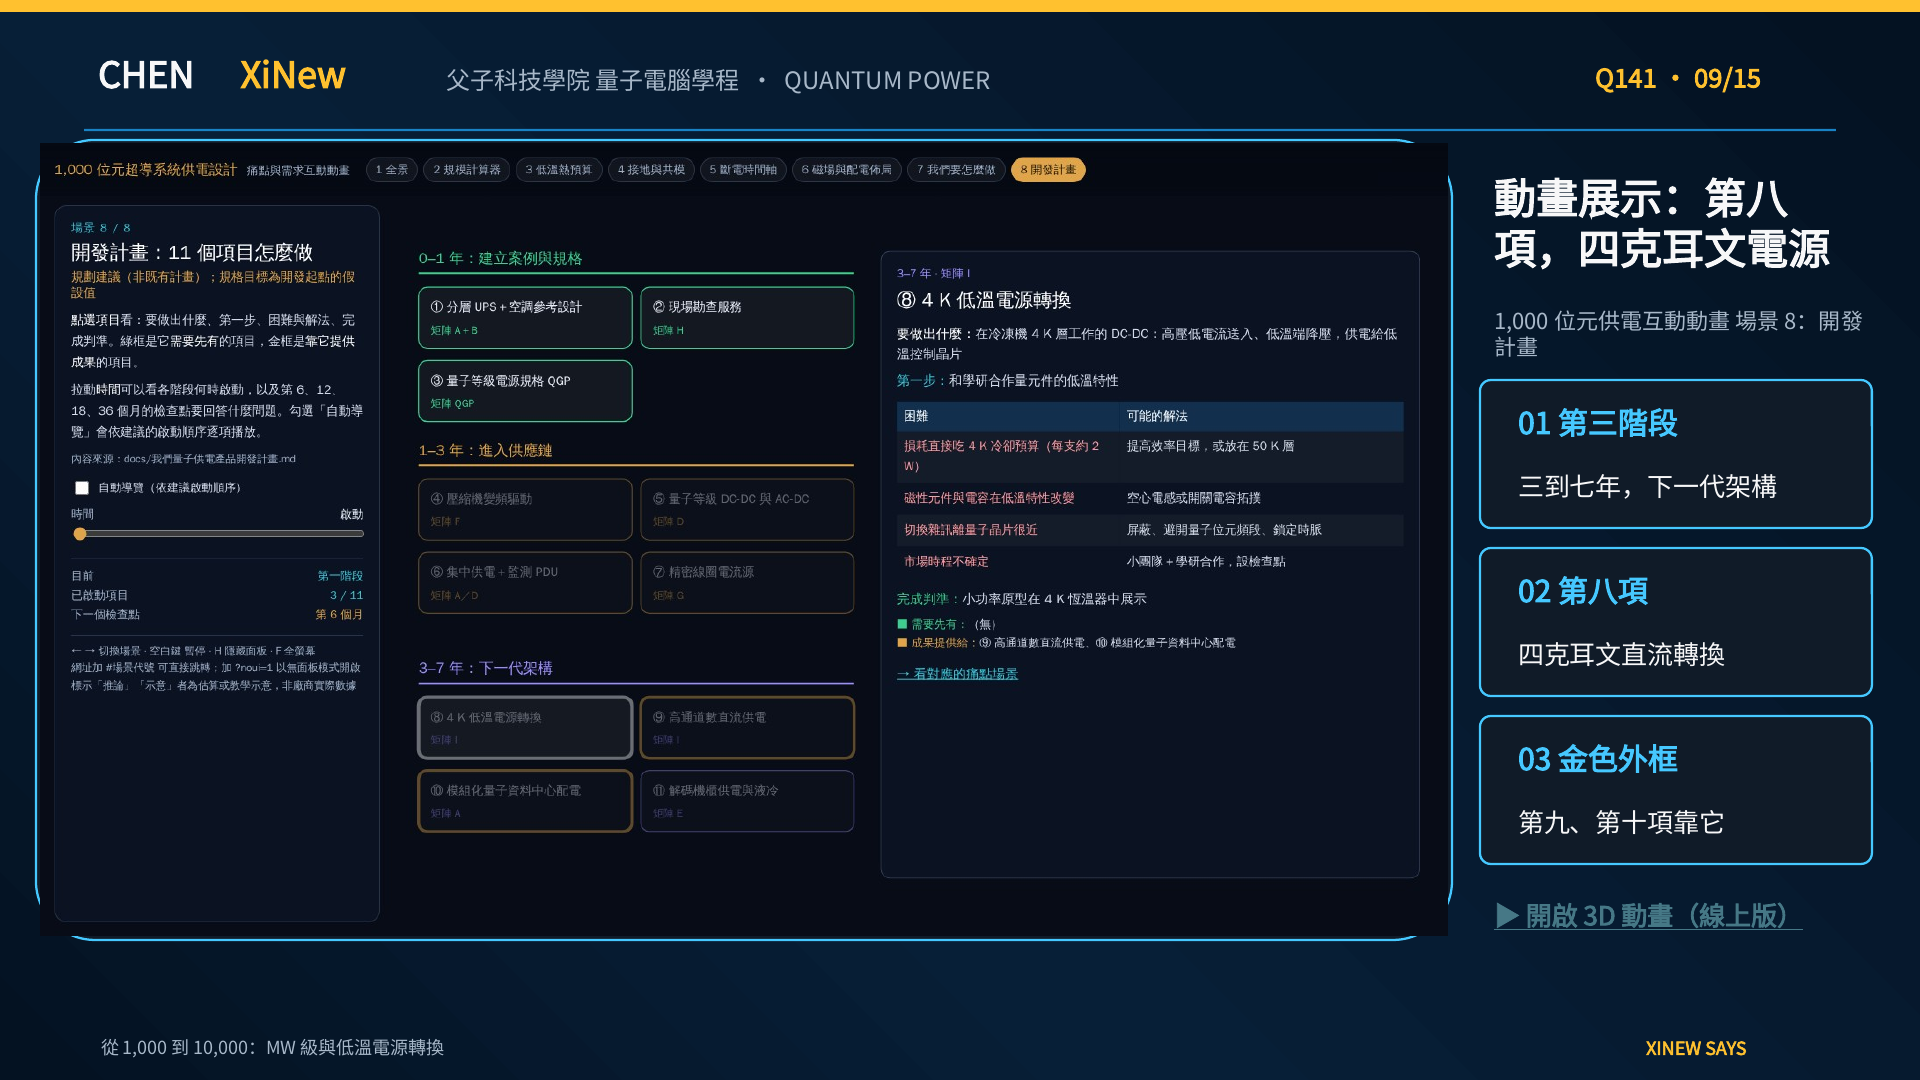 CHEN XiNew 父子科技學院 量子電腦學程 ・ QUANTUM POWER Q141 ・ 09/15
1,000 位元超導系統供電設計 痛點與需求互動動畫 1 全景 2 規模計算器 3 低溫熱預算 4 接地與共模 5 斷電時間軸 6 磁場與配電佈局 7 我們要怎麼做 8 開發計畫
場景 8 / 8
開發計畫：11 個項目怎麼做
規劃建議（非既有計畫）；規格目標為開發起點的假
設值
點選項目看：要做出什麼、第一步、困難與解法、完
成判準。綠框是它需要先有的項目，金框是靠它提供
成果的項目。
拉動時間可以看各階段何時啟動，以及第 6、12、
18、36 個月的檢查點要回答什麼問題。勾選「自動導
覽」會依建議的啟動順序逐項播放。
內容來源：docs/我們量子供電產品開發計畫.md
自動導覽（依建議啟動順序）
時間 啟動
目前 第一階段
已啟動項目 3 / 11
下一個檢查點 第 6 個月
← → 切換場景 · 空白鍵 暫停 · H 隱藏面板 · F 全螢幕
網址加 #場景代號 可直接跳轉；加 ?noui=1 以無面板模式開啟
標示「推論」「示意」者為估算或教學示意，非廠商實際數據
0–1 年：建立案例與規格
① 分層 UPS + 空調參考設計
矩陣 A + B
② 現場勘查服務
矩陣 H
③ 量子等級電源規格 QGP
矩陣 QGP
1–3 年：進入供應鏈
④ 壓縮機變頻驅動
矩陣 F
⑤ 量子等級 DC-DC 與 AC-DC
矩陣 D
⑥ 集中供電 + 監測 PDU
矩陣 A／D
⑦ 精密線圈電流源
矩陣 G
3–7 年：下一代架構
⑧ 4 K 低溫電源轉換
矩陣 I
⑨ 高通道數直流供電
矩陣 I
⑩ 模組化量子資料中心配電
矩陣 A
⑪ 解碼機櫃供電與液冷
矩陣 E
3–7 年 · 矩陣 I
⑧ 4 K 低溫電源轉換
要做出什麼：在冷凍機 4 K 層工作的 DC-DC：高壓低電流送入、低溫端降壓，供電給低
溫控制晶片
第一步：和學研合作量元件的低溫特性
困難 可能的解法
損耗直接吃 4 K 冷卻預算（每支約 2
W） 提高效率目標，或放在 50 K 層
磁性元件與電容在低溫特性改變 空心電感或開關電容拓撲
切換雜訊離量子晶片很近 屏蔽、避開量子位元頻段、鎖定時脈
市場時程不確定 小團隊 + 學研合作，設檢查點
完成判準：小功率原型在 4 K 恆溫器中展示
需要先有：（無）
成果提供給：⑨ 高通道數直流供電、⑩ 模組化量子資料中心配電
→ 看對應的痛點場景
動畫展示：第八
項，四克耳文電源
1,000 位元供電互動動畫 場景 8：開發
計畫
01 第三階段
三到七年，下一代架構
02 第八項
四克耳文直流轉換
03 金色外框
第九、第十項靠它
▶ 開啟 3D 動畫（線上版）
從 1,000 到 10,000：MW 級與低溫電源轉換
XINEW SAYS